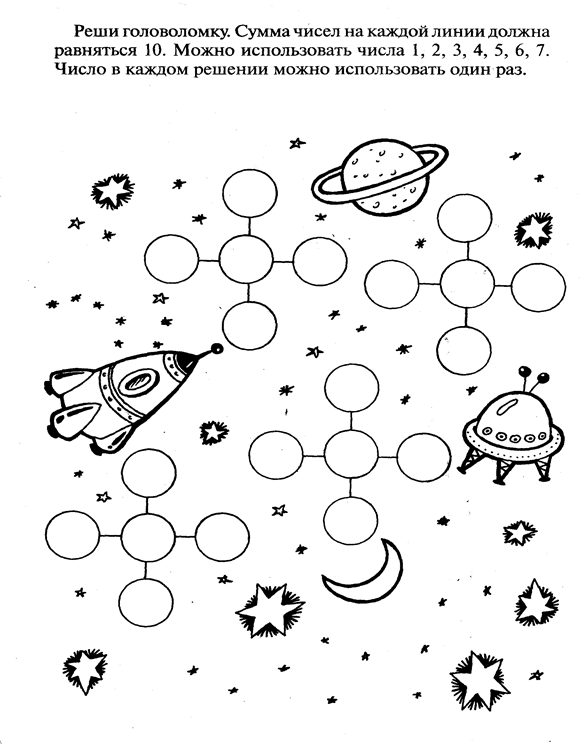 Реши головоломку. Сумма чисел на каждой линии должна
равняться 10. Можно использовать числа 1, 2, 3, 4, 5, 6, 7.
Число в каждом решении можно использовать один раз.